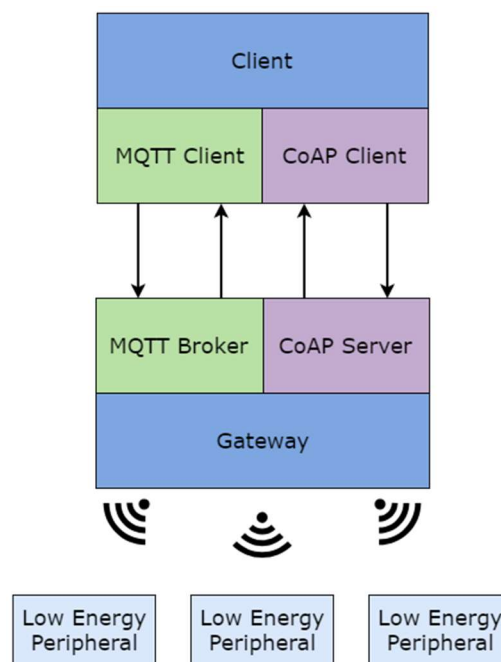 Client
MQTT Client
CoAP Client
MQTT Broker
CoAP Server
Gateway
Low Energy
Peripheral
Low Energy
Peripheral
Low Energy
Peripheral